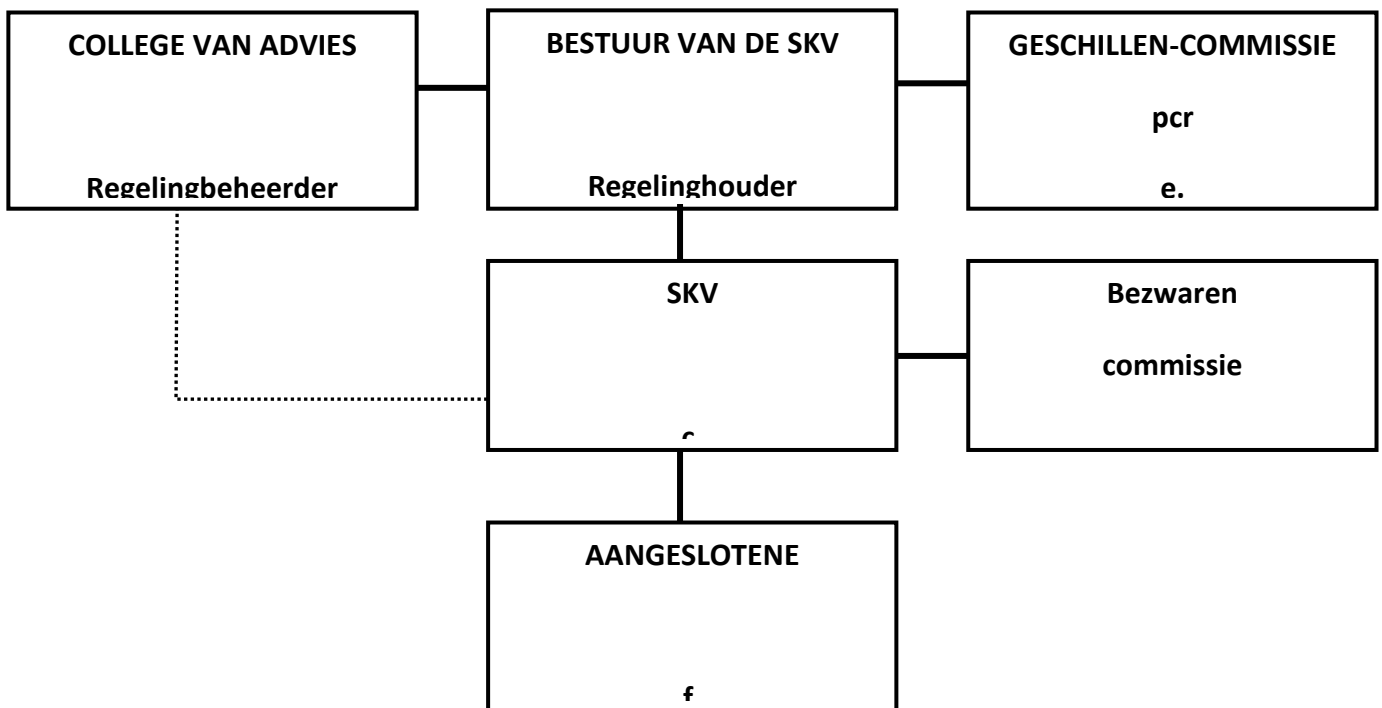 COLLEGE VAN ADVIES
Regelingbeheerder
BESTUUR VAN DE SKV
Regelinghouder
GESCHILLEN-COMMISSIE
pcr
e.
SKV
Bezwaren
commissie
AANGESLOTENE
f